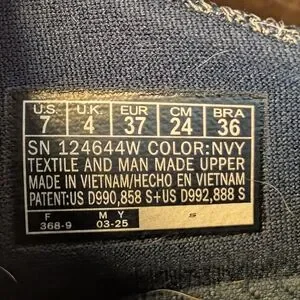 U.S. U.K. EUR CM BRA
7 4 37 24 36
SN 124644W COLOR:NVY
TEXTILE AND MAN MADE UPPER
MADE IN VIETNAM/HECHO EN VIETNAM
PATENT:US D990,858 S+US D992,888 S
F M Y
368-9 03-25 S